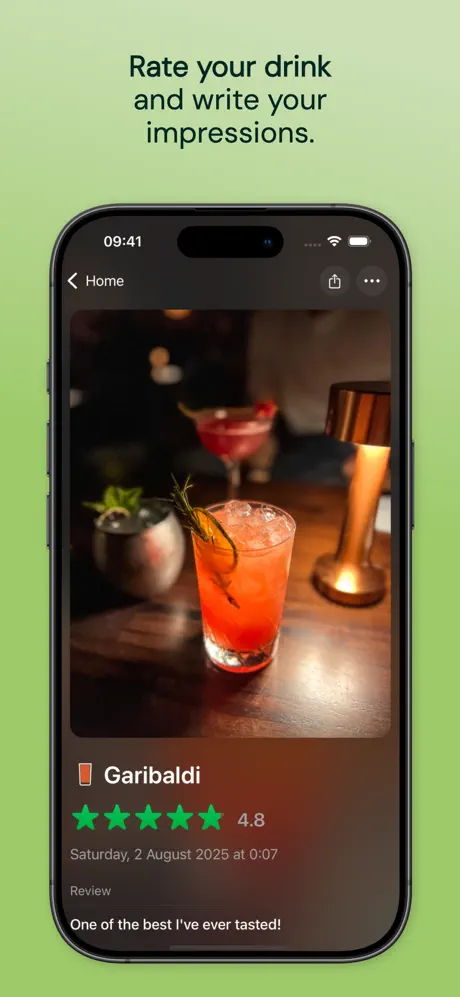 Rate your drink
and write your
impressions.
09:41
Home
Garibaldi
4.8
Saturday, 2 August 2025 at 0:07
Review
One of the best I've ever tasted!